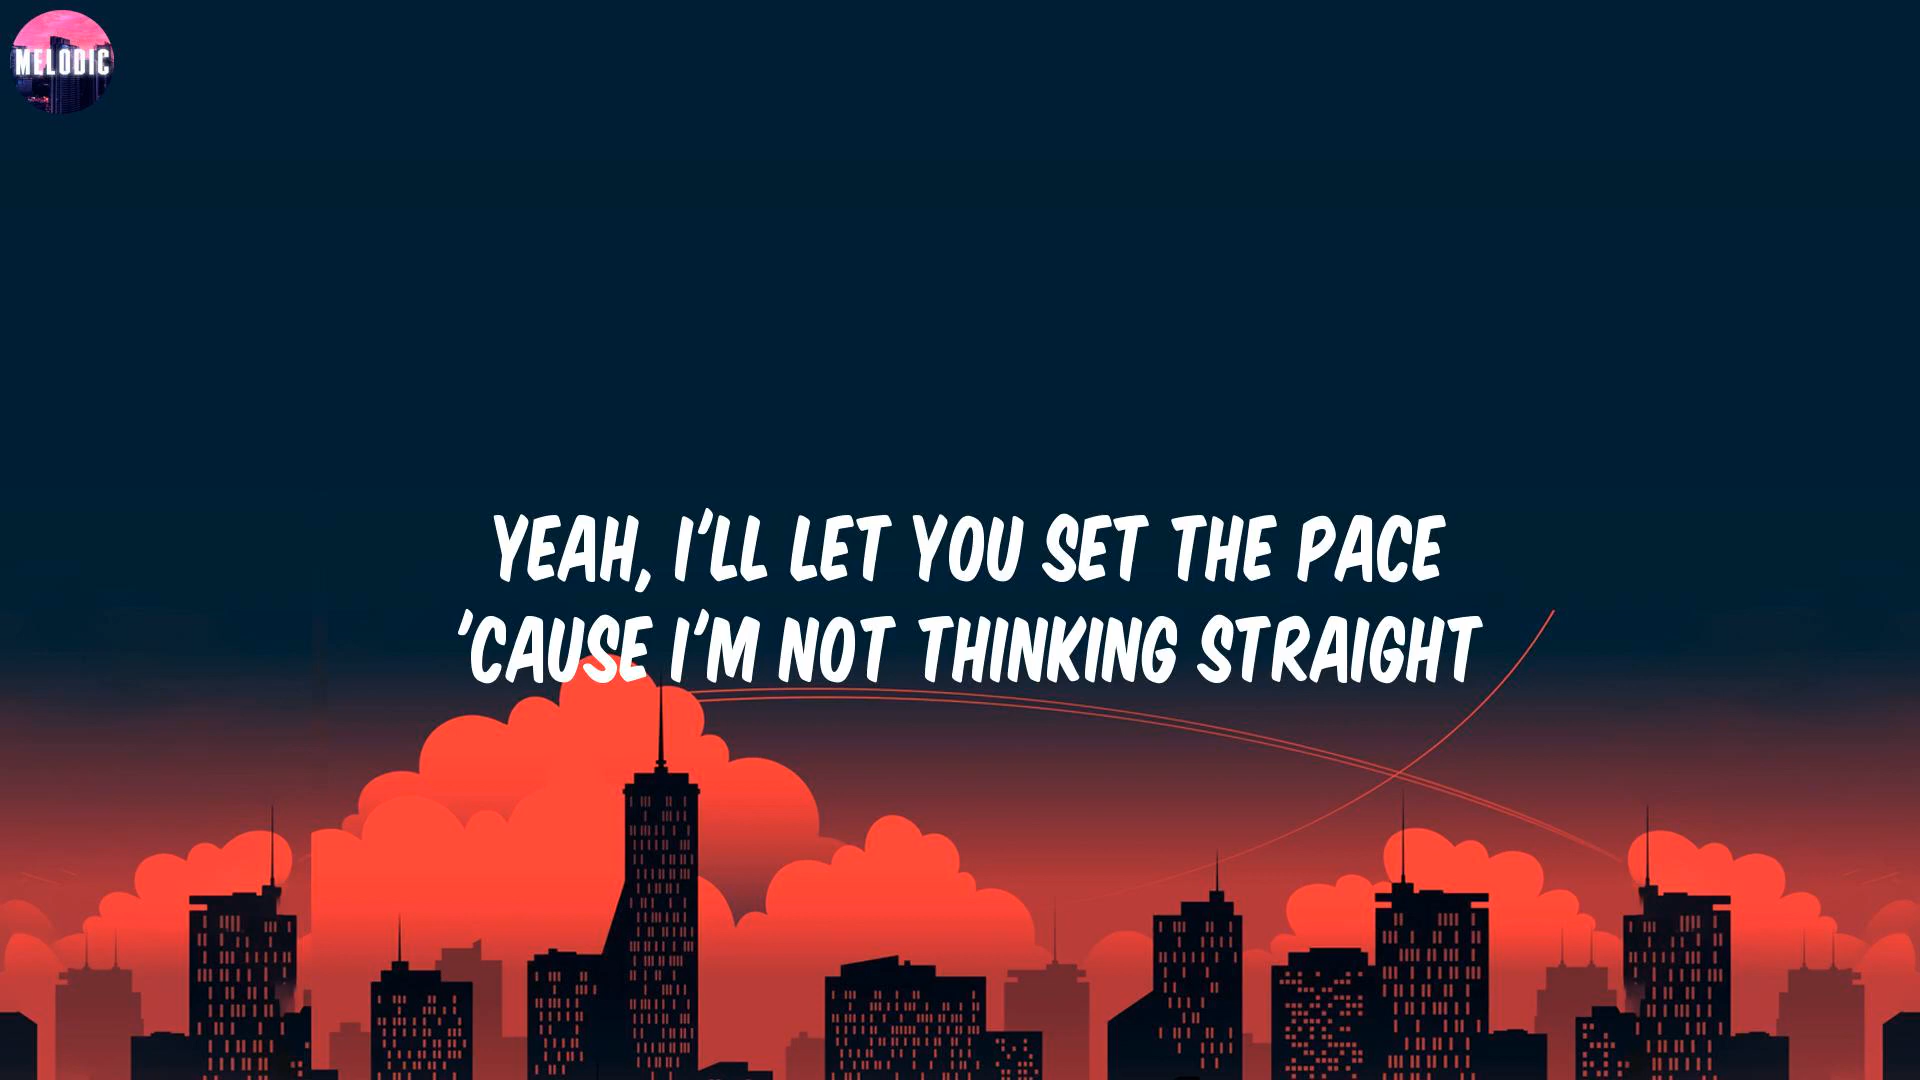 MELODIC
YEAH, I'LL LET YOU SET THE PACE
'CAUSE I'M NOT THINKING STRAIGHT